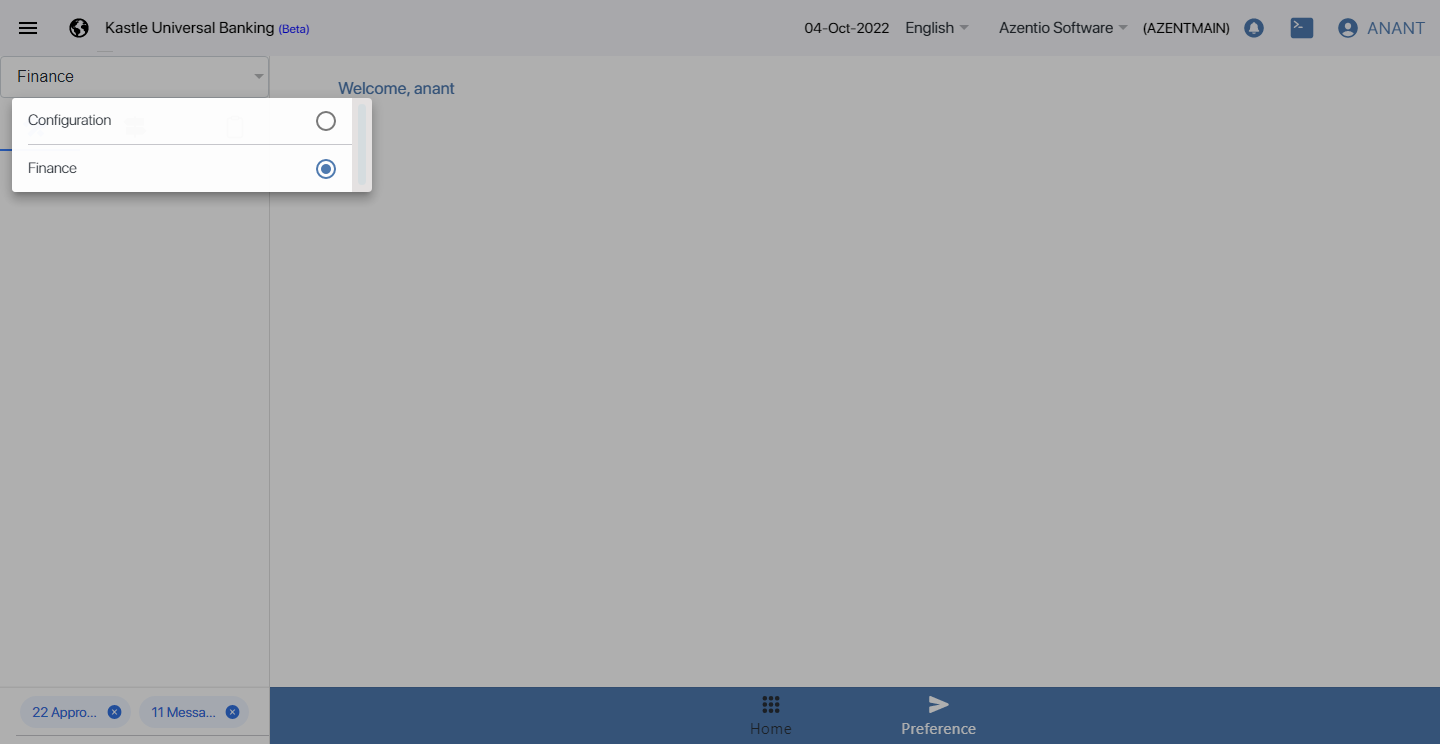 Kastle Universal Banking (Beta)
04-Oct-2022 English Azentio Software (AZENTMAIN) ANANT
Finance
Welcome, anant
Configuration
Finance
22 Appro... 11 Messa...
Home Preference